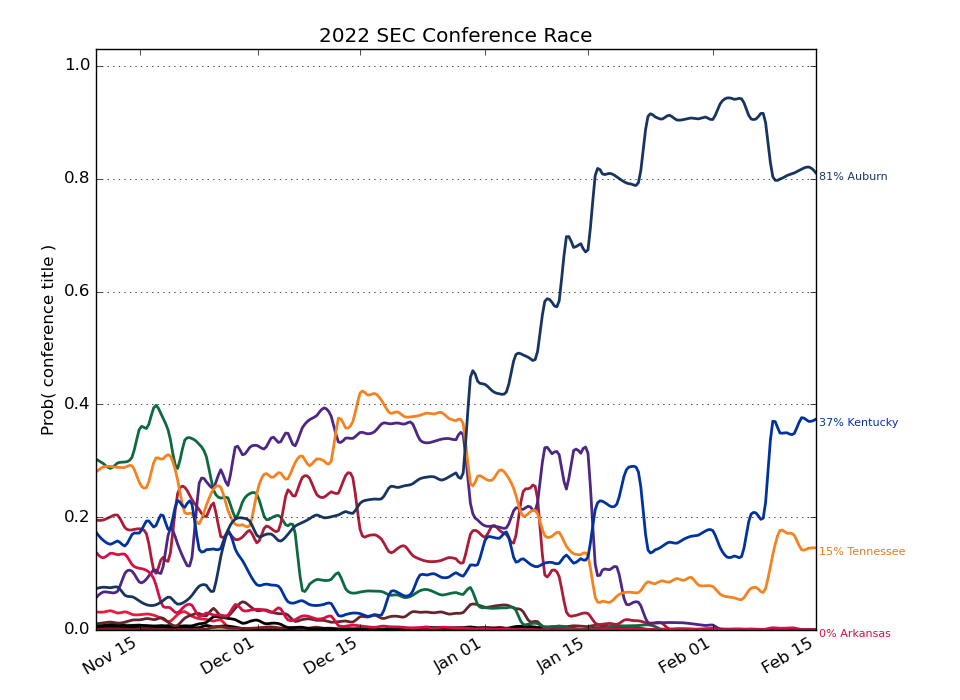 2022 SEC Conference Race
Prob( conference title )
1.0
0.8
0.6
0.4
0.2
0.0
81% Auburn
37% Kentucky
15% Tennessee
0% Arkansas
Nov 15
Dec 01
Dec 15
Jan 01
Jan 15
Feb 01
Feb 15